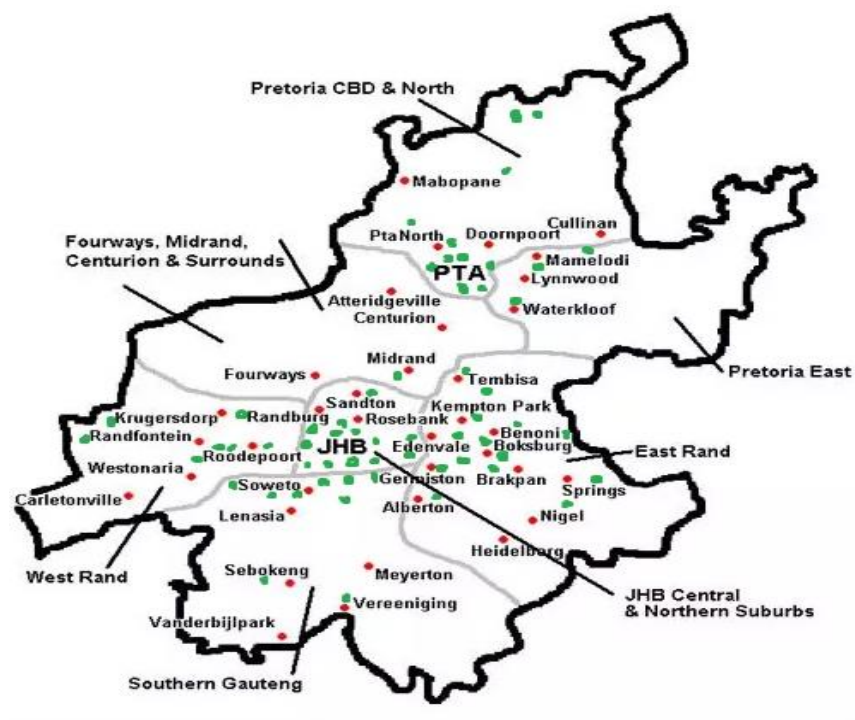 Pretoria CBD & North
Mabopane
Cullinan
Pta North
Doornpoort
Fourways, Midrand,
Centurion & Surrounds
Mamelodi
PTA
Lynnwood
Atteridgeville
Waterkloof
Centurion
Midrand
Pretoria East
Fourways
Tembisa
Sandton
Kempton Park
Krugersdorp
Randburg
Rosebank
Randfontein
Benoni
JHB
Edenvale
Boksburg
East Rand
Roodepoort
Westonaria
Germiston
Brakpan
Soweto
Springs
Carletonville
Alberton
Lenasia
Nigel
Heidelberg
Sebokeng
Meyerton
West Rand
JHB Central
& Northern Suburbs
Vereeniging
Vanderbijlpark
Southern Gauteng